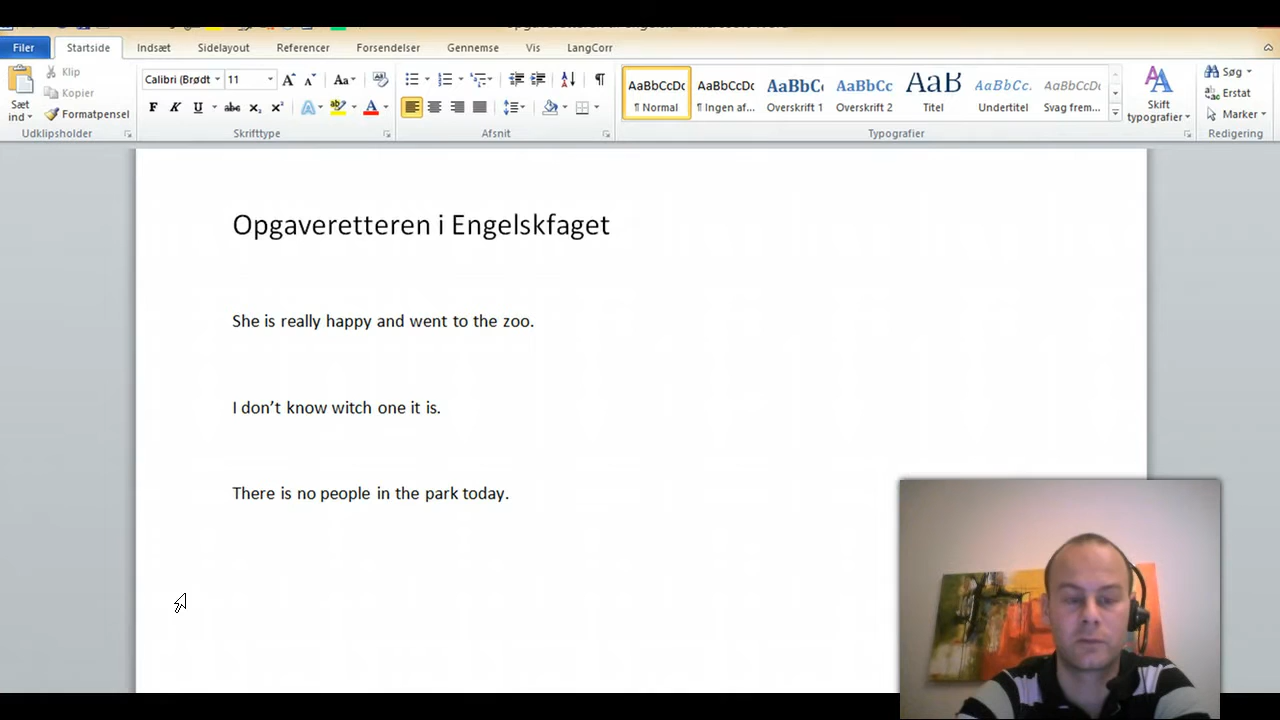 Filer Startside Indsæt Sidelayout Referencer Forsendelser Gennemse Vis LangCorr
Sæt ind
Klip
Kopier
Formatpensel
Udklipsholder
Calibri (Brødt 11
Skrifttype
Afsnit
AaBbCcDc AaBbCcDc AaBbC AaBbCc AaB AaBbCc. AaBbCcDc
¶ Normal ¶ Ingen af... Overskrift 1 Overskrift 2 Titel Undertitel Svag frem...
Typografier
Skift typografier
Søg
Erstat
Marker
Redigering
Opgaveretteren i Engelskfaget
She is really happy and went to the zoo.
I don’t know witch one it is.
There is no people in the park today.